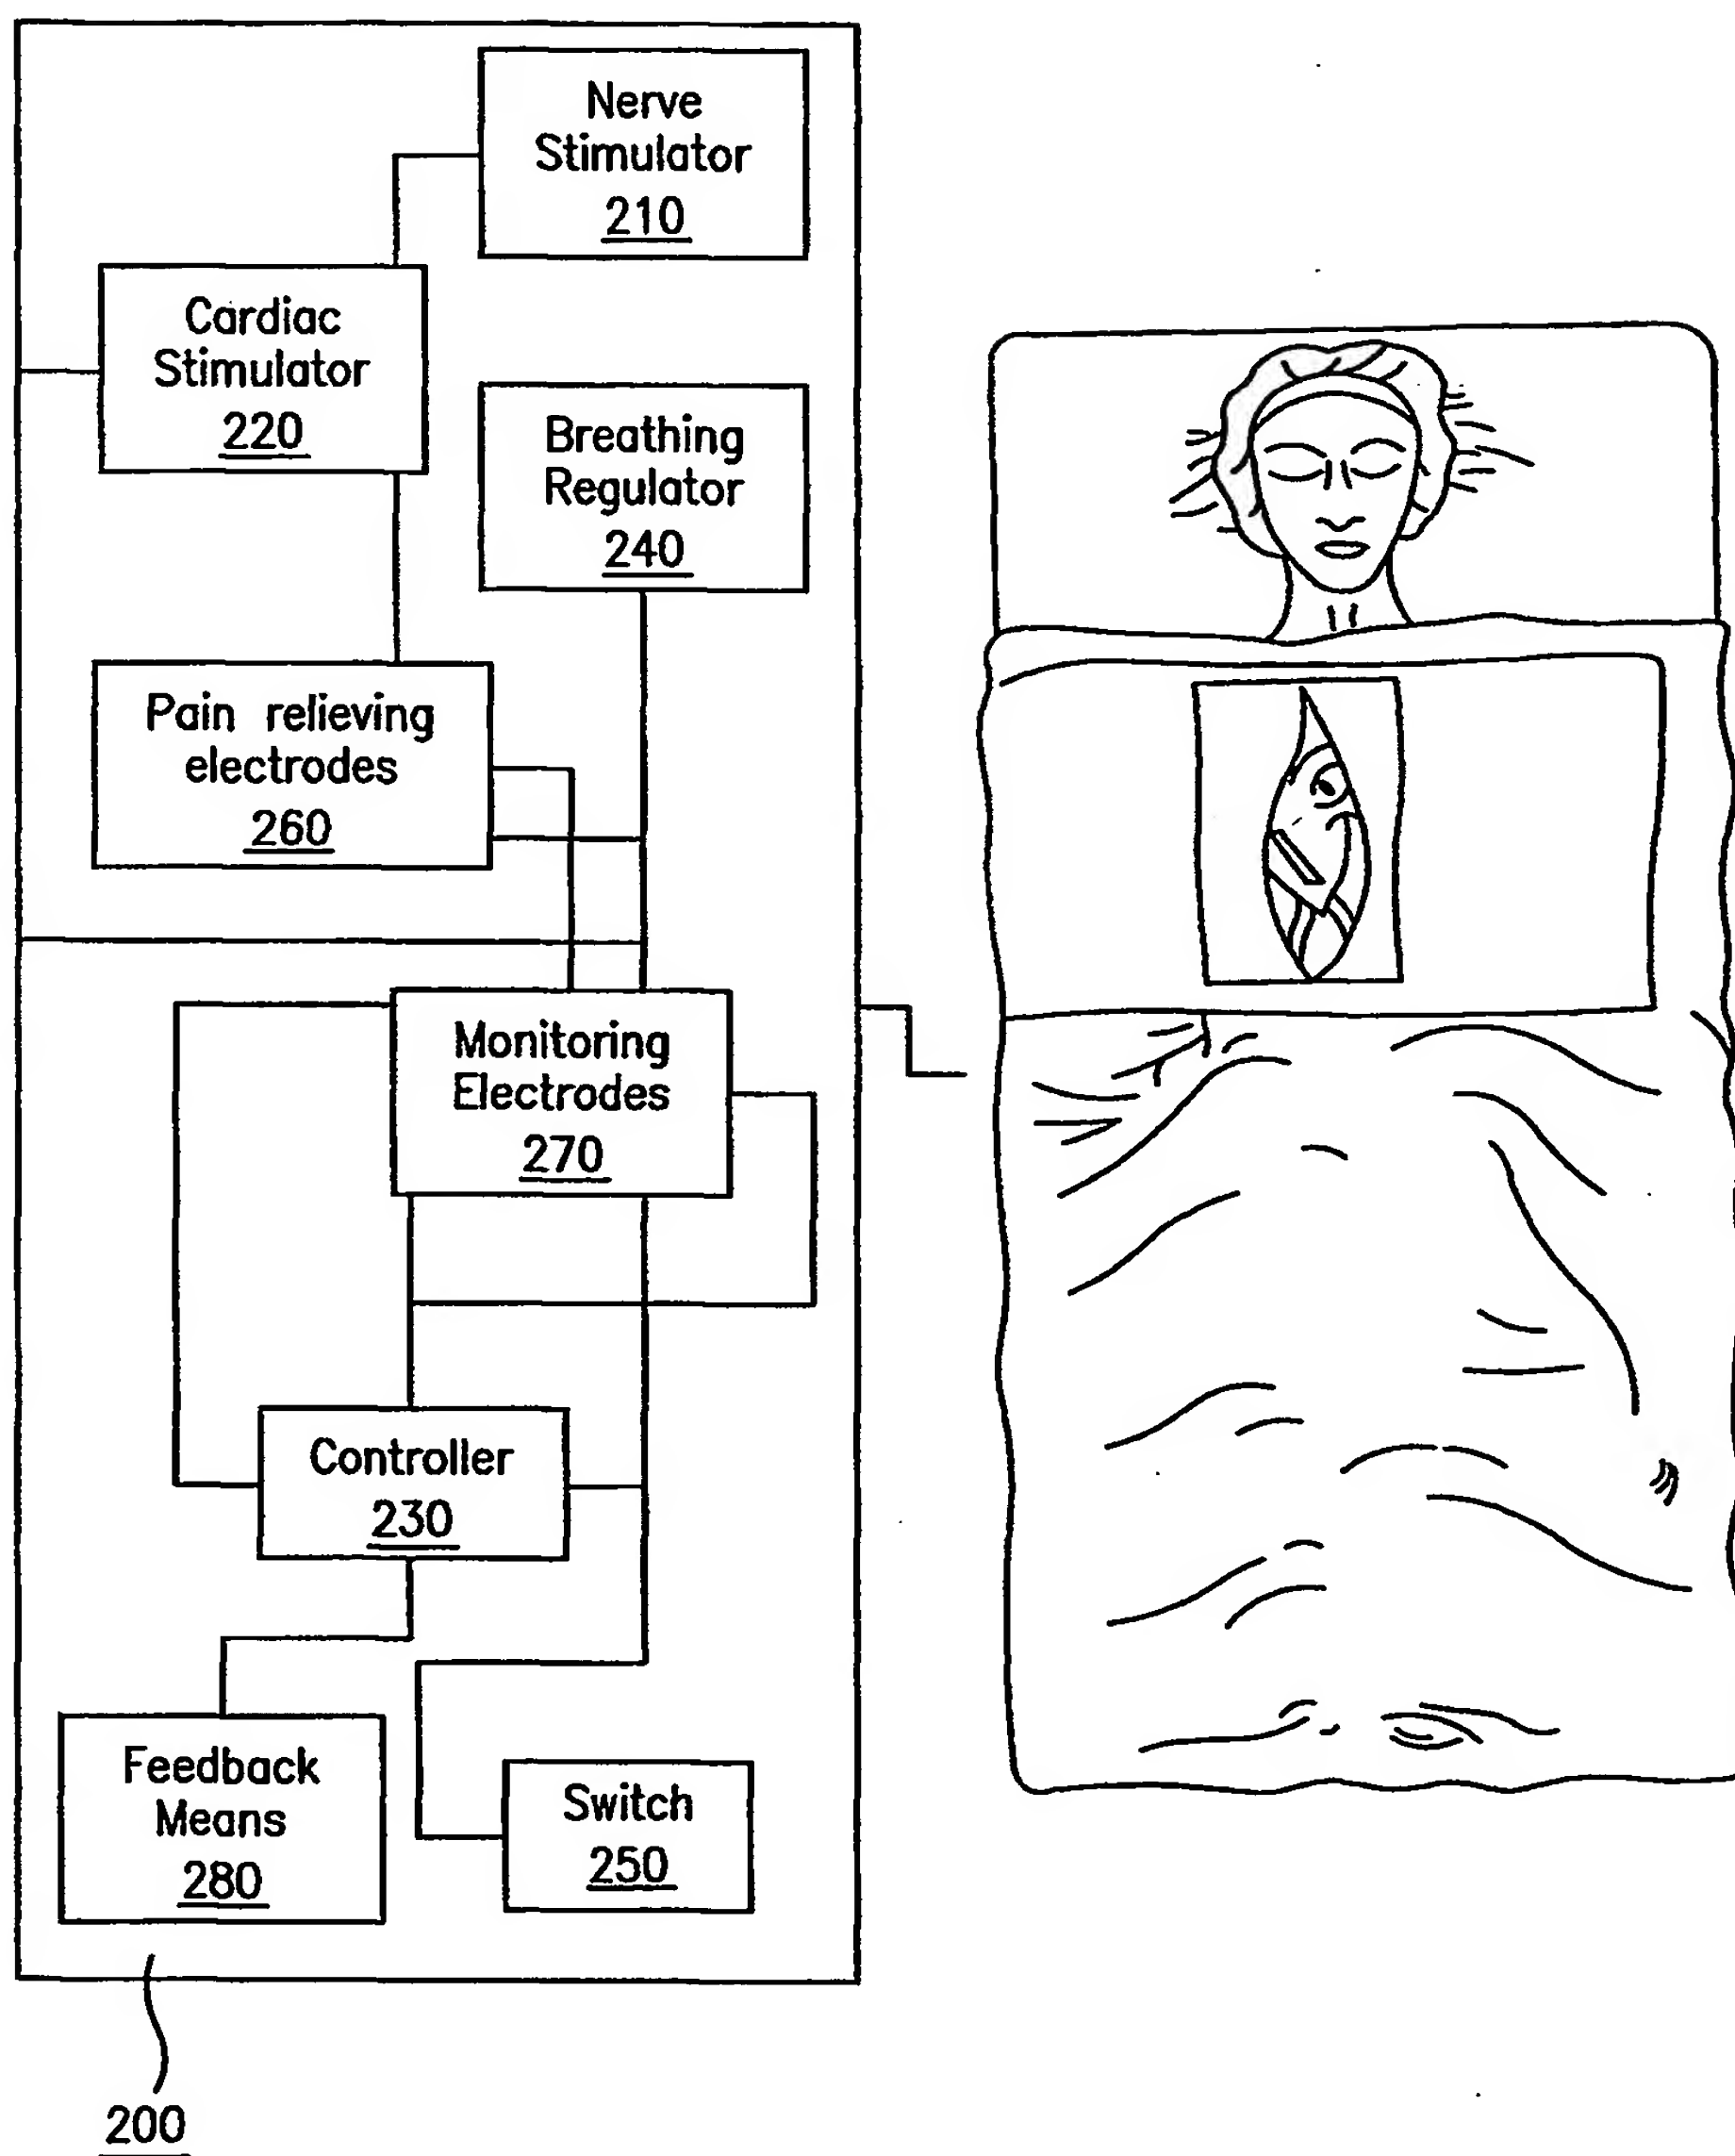 Nerve
Stimulator
210
Cardiac
Stimulator
220
Breathing
Regulator
240
Pain relieving
electrodes
260
Monitoring
Electrodes
270
Controller
230
Feedback
Means
280
Switch
250
200